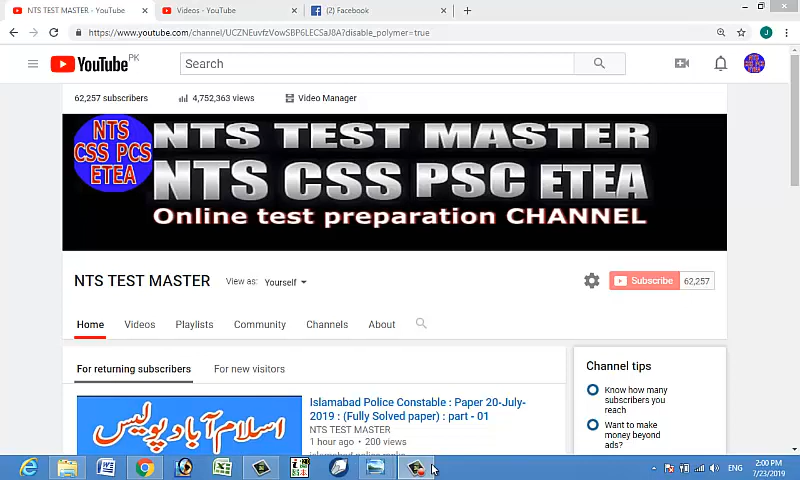 NTS TEST MASTER - YouTube
Videos - YouTube
(2) Facebook
https://www.youtube.com/channel/UCZNEuvfzVowSBP6LECSaJ8A?disable_polymer=true
J
YouTube PK
Search
62,257 subscribers
4,752,363 views
Video Manager
NTS
CSS PCS
ETEA
NTS TEST MASTER
NTS CSS PSC ETEA
Online test preparation CHANNEL
NTS TEST MASTER
View as: Yourself
Subscribe 62,257
Home
Videos
Playlists
Community
Channels
About
For returning subscribers
For new visitors
Channel tips
Know how many
subscribers you
reach
Want to make
money beyond
ads?
اسلام آباد پولیس
Islamabad Police Constable : Paper 20-July-
2019 : (Fully Solved paper) : part - 01
NTS TEST MASTER
1 hour ago • 200 views
ENG
2:00 PM
7/23/2019